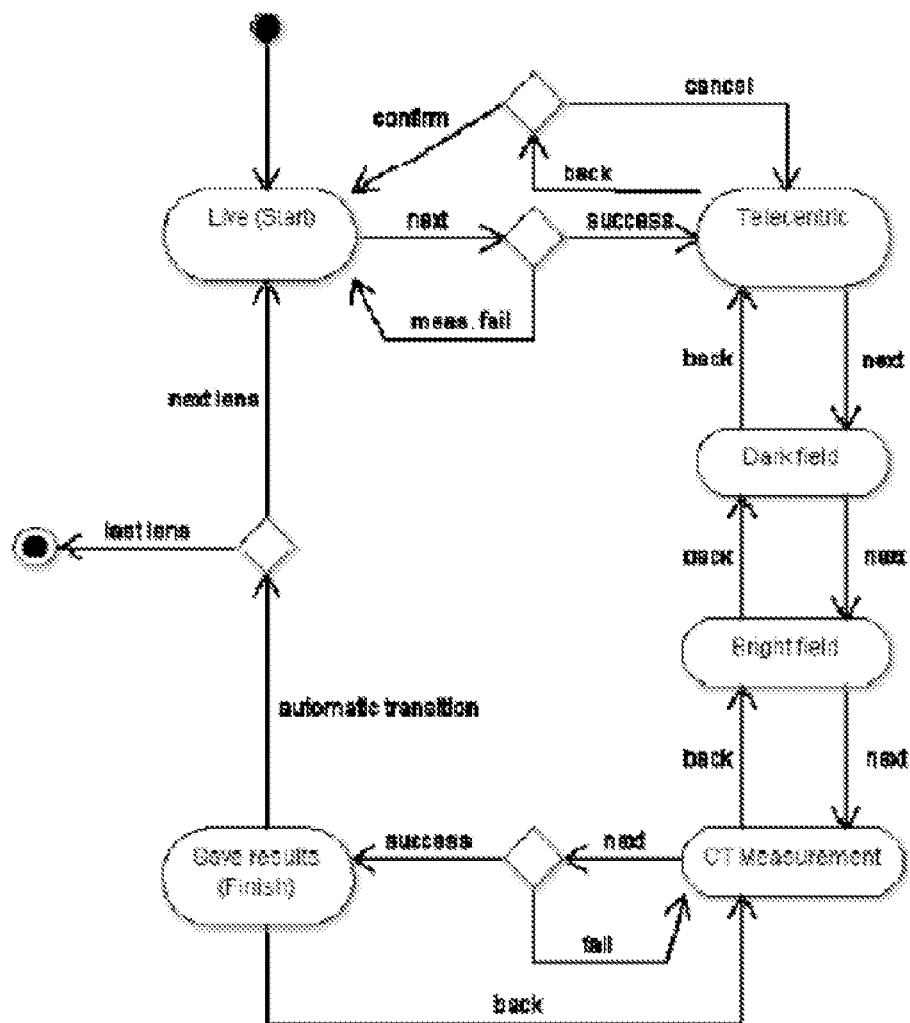 cancel
confirm
back
Live (Start)
next
success
Telecentric
meas. fail
back
next
next lens
Dark field
last lens
back
next
Bright field
automatic transition
back
next
Save results
(Finish)
success
next
CT Measurement
fail
back